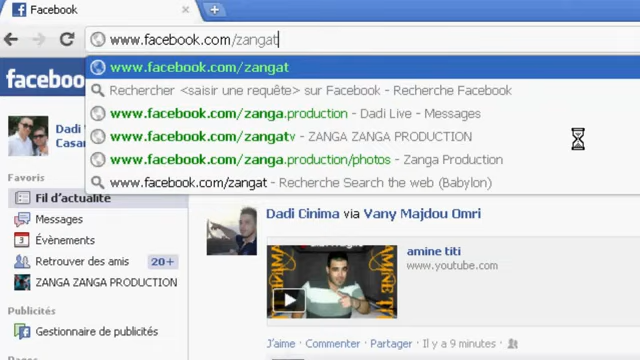 Facebook
www.facebook.com/zangat
facebook
www.facebook.com/zangat
Rechercher <saisir une requête> sur Facebook - Recherche Facebook
www.facebook.com/zanga.production - Dadi Live - Messages
www.facebook.com/zangatv - ZANGA ZANGA PRODUCTION
www.facebook.com/zanga.production/photos - Zanga Production
www.facebook.com/zangat - Recherche Search the web (Babylon)
Dadi
Casan
FAVORIS
Fil d'actualité
Messages
3
Évènements
Retrouver des amis 20+
ZANGA ZANGA PRODUCTION
Publicités
Gestionnaire de publicités
Dadi Cinima via Vany Majdou Omri
amine titi
www.youtube.com
J'aime · Commenter · Partager · Il y a 9 minutes ·